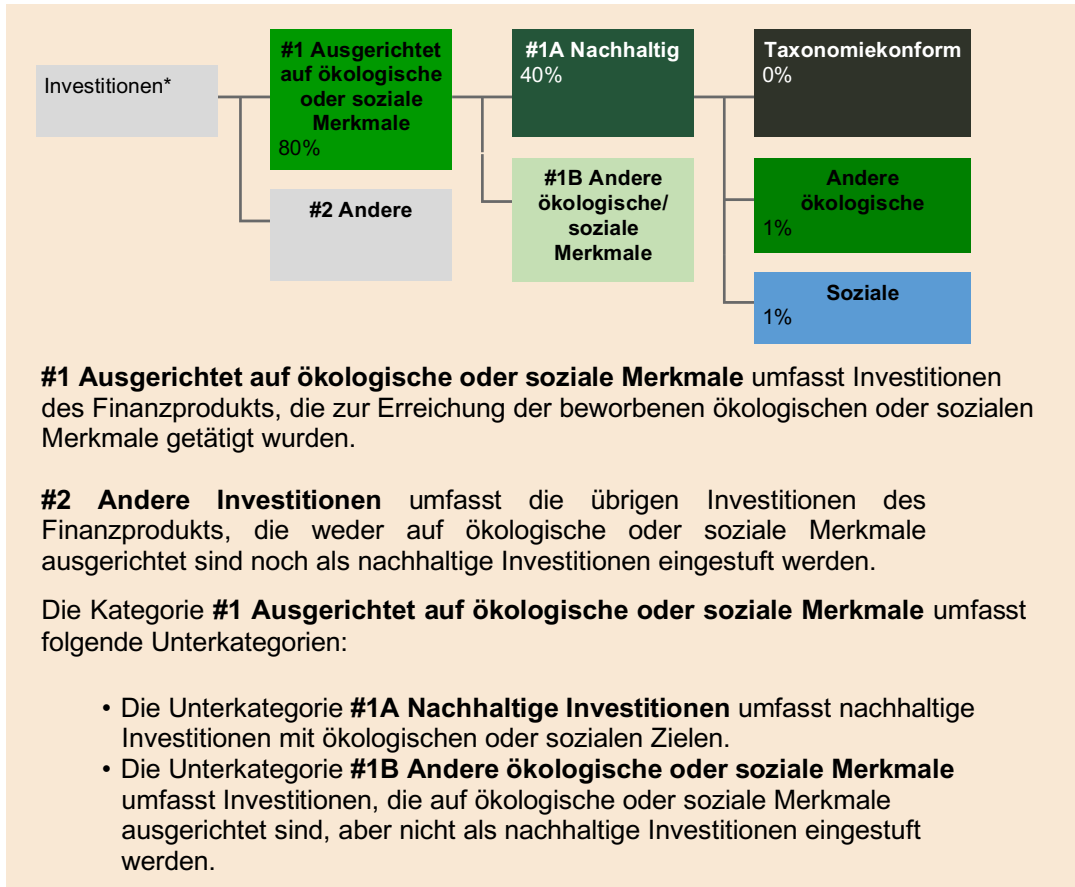 Investitionen*
#1 Ausgerichtet
auf ökologische
oder soziale
Merkmale
80%
#2 Andere
#1A Nachhaltig
40%
#1B Andere
ökologische/
soziale
Merkmale
Taxonomiekonform
0%
Andere
ökologische
1%
Soziale
1%
#1 Ausgerichtet auf ökologische oder soziale Merkmale umfasst Investitionen
des Finanzprodukts, die zur Erreichung der beworbenen ökologischen oder sozialen
Merkmale getätigt wurden.
#2 Andere Investitionen umfasst die übrigen Investitionen des
Finanzprodukts, die weder auf ökologische oder soziale Merkmale
ausgerichtet sind noch als nachhaltige Investitionen eingestuft werden.
Die Kategorie #1 Ausgerichtet auf ökologische oder soziale Merkmale umfasst
folgende Unterkategorien:
• Die Unterkategorie #1A Nachhaltige Investitionen umfasst nachhaltige
Investitionen mit ökologischen oder sozialen Zielen.
• Die Unterkategorie #1B Andere ökologische oder soziale Merkmale
umfasst Investitionen, die auf ökologische oder soziale Merkmale
ausgerichtet sind, aber nicht als nachhaltige Investitionen eingestuft
werden.